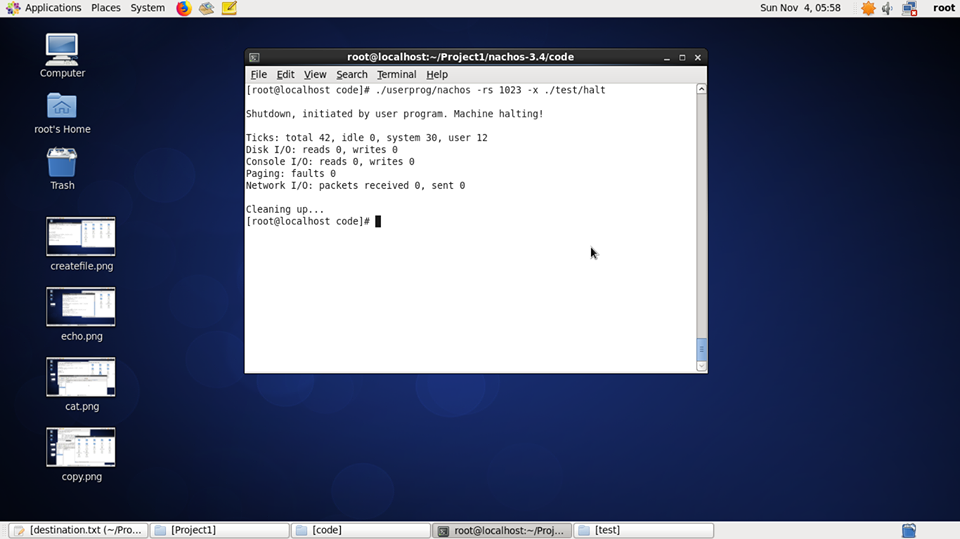 Applications Places System
Sun Nov 4, 05:58
root
Computer
root's Home
Trash
createfile.png
echo.png
cat.png
copy.png
root@localhost:~/Project1/nachos-3.4/code
File Edit View Search Terminal Help
[root@localhost code]# ./userprog/nachos -rs 1023 -x ./test/halt
Shutdown, initiated by user program. Machine halting!
Ticks: total 42, idle 0, system 30, user 12
Disk I/O: reads 0, writes 0
Console I/O: reads 0, writes 0
Paging: faults 0
Network I/O: packets received 0, sent 0
Cleaning up...
[root@localhost code]#
[destination.txt (~/Pro...
[Project1]
[code]
root@localhost:~/Proj...
[test]